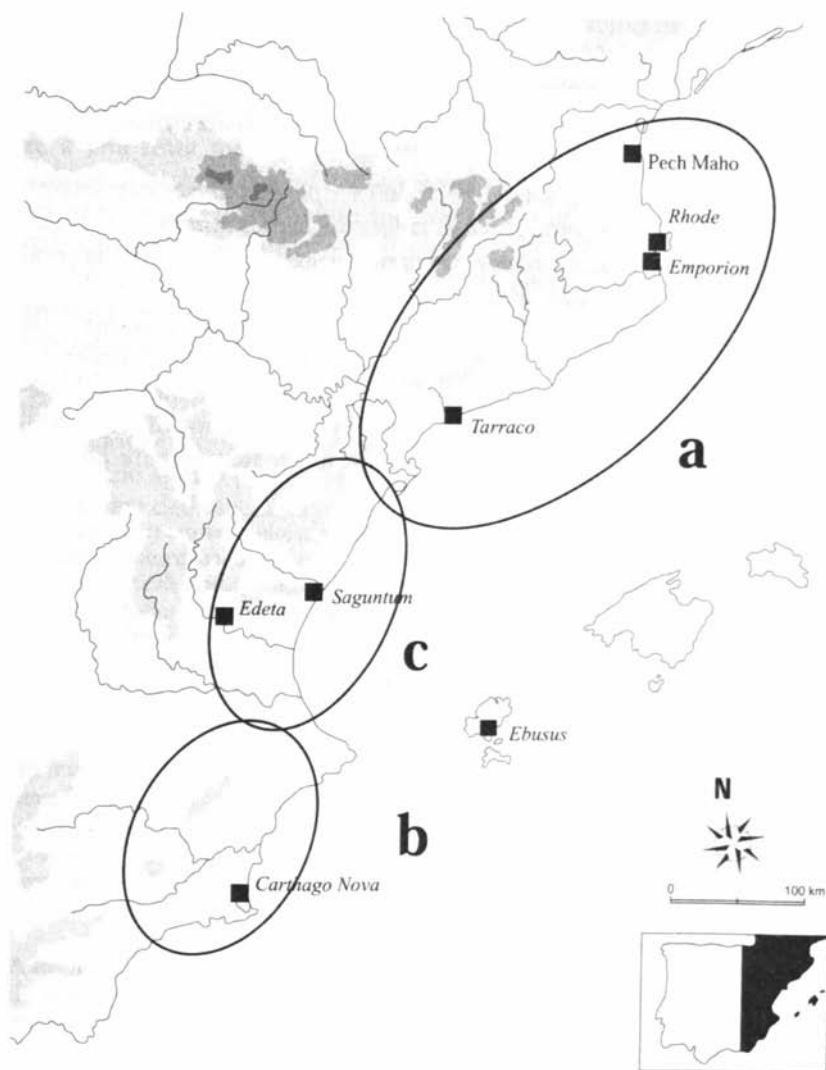 Pech Maho
Rhode
Emporion
Tarraco
a
Saguntum
Edeta
c
Ebusus
N
b
Carthago Nova
0 100 km